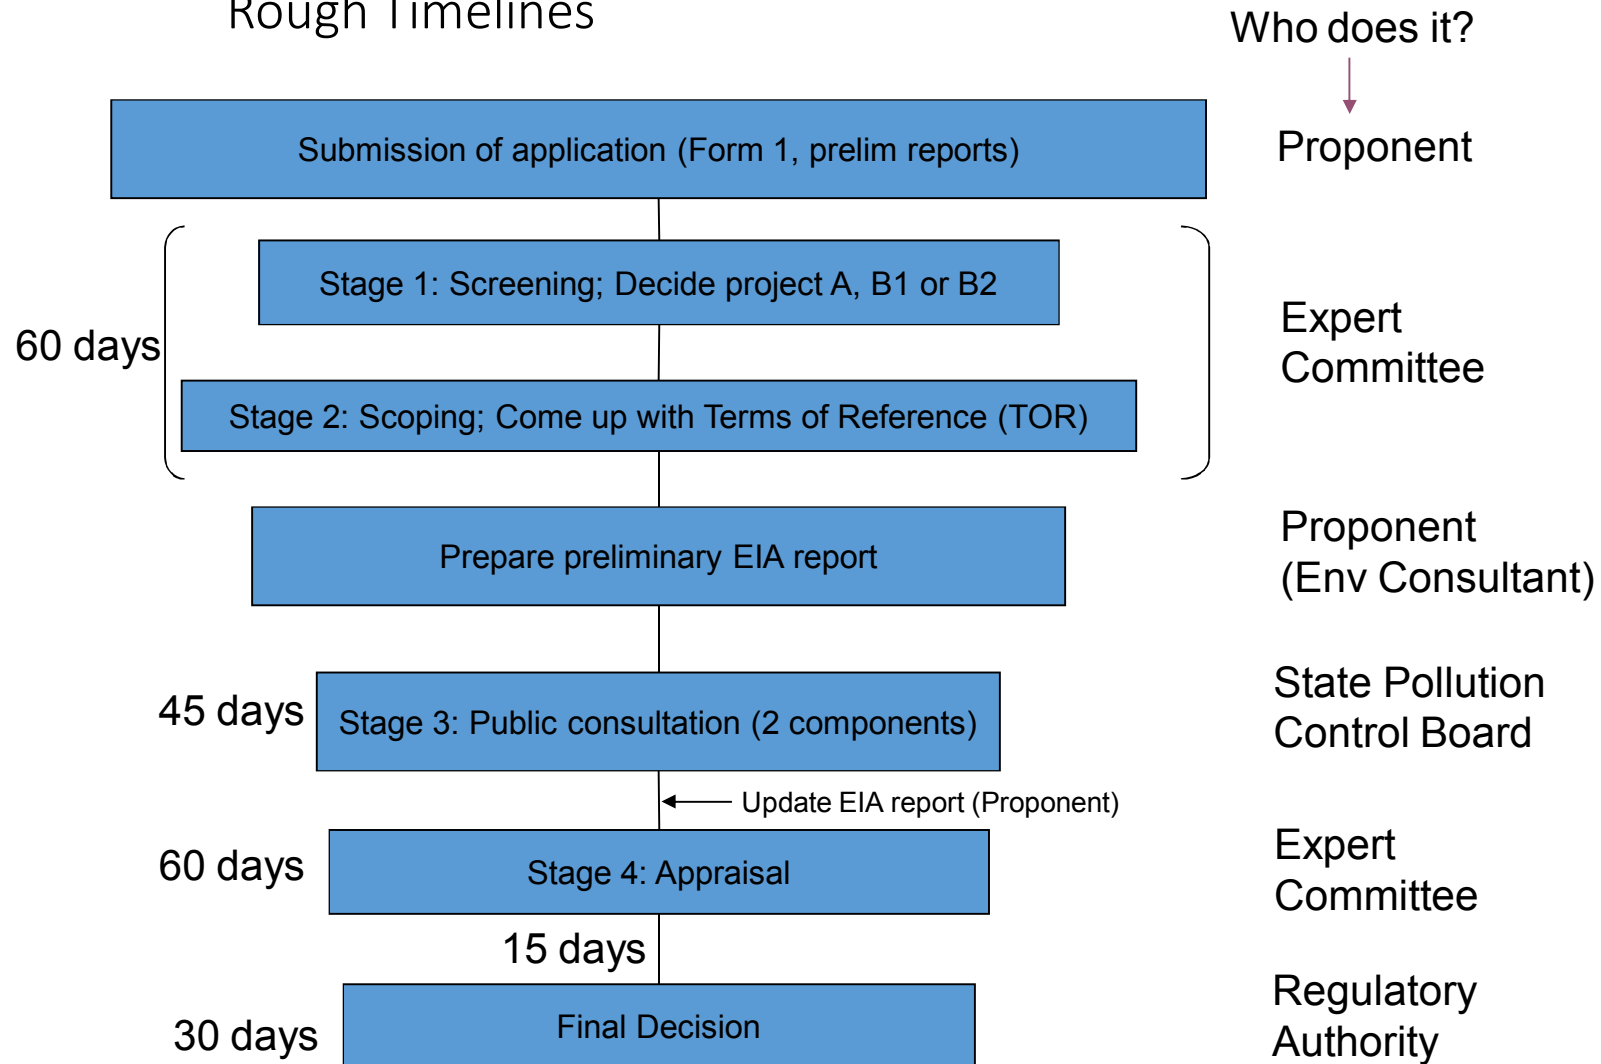 Rough Timelines
Who does it?
Submission of application (Form 1, prelim reports)
Proponent
Stage 1: Screening; Decide project A, B1 or B2
60 days
Expert
Committee
Stage 2: Scoping; Come up with Terms of Reference (TOR)
Prepare preliminary EIA report
Proponent
(Env Consultant)
45 days
Stage 3: Public consultation (2 components)
State Pollution
Control Board
Update EIA report (Proponent)
60 days
Stage 4: Appraisal
Expert
Committee
15 days
30 days
Final Decision
Regulatory
Authority